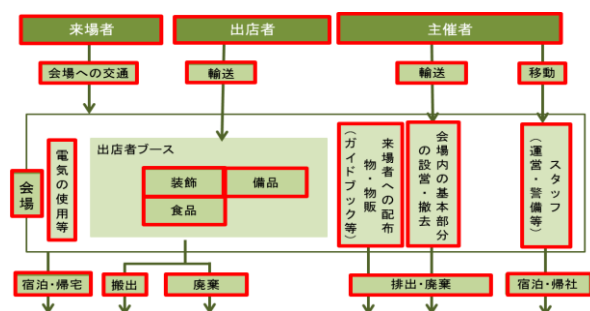 来場者
出店者
主催者
会場への交通
輸送
輸送
移動
会場
電気の使用等
出店者ブース
装飾
備品
食品
来場者への配布
物・物販
(ガイドブック等)
会場内の基本部分
の設営・撤去
スタッフ
(運営・警備等)
宿泊・帰宅
搬出
廃棄
排出・廃棄
宿泊・帰社